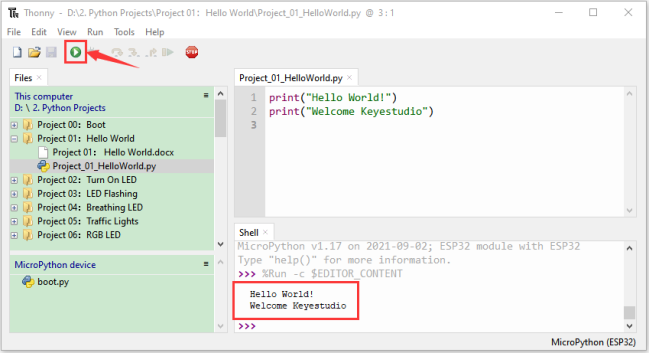 Thonny - D:\2. Python Projects\Project 01: Hello World\Project_01_HelloWorld.py @ 3 : 1
File Edit View Run Tools Help
STOP
Files ×
This computer
D: \ 2. Python Projects
Project 00: Boot
Project 01: Hello World
Project 01: Hello World.docx
Project_01_HelloWorld.py
Project 02: Turn On LED
Project 03: LED Flashing
Project 04: Breathing LED
Project 05: Traffic Lights
Project 06: RGB LED
MicroPython device
boot.py
Project_01_HelloWorld.py ×
1 print("Hello World!")
2 print("Welcome Keyestudio")
3
Shell ×
MicroPython v1.17 on 2021-09-02; ESP32 module with ESP32
Type "help()" for more information.
>>> %Run -c $EDITOR_CONTENT
Hello World!
Welcome Keyestudio
>>>
MicroPython (ESP32)